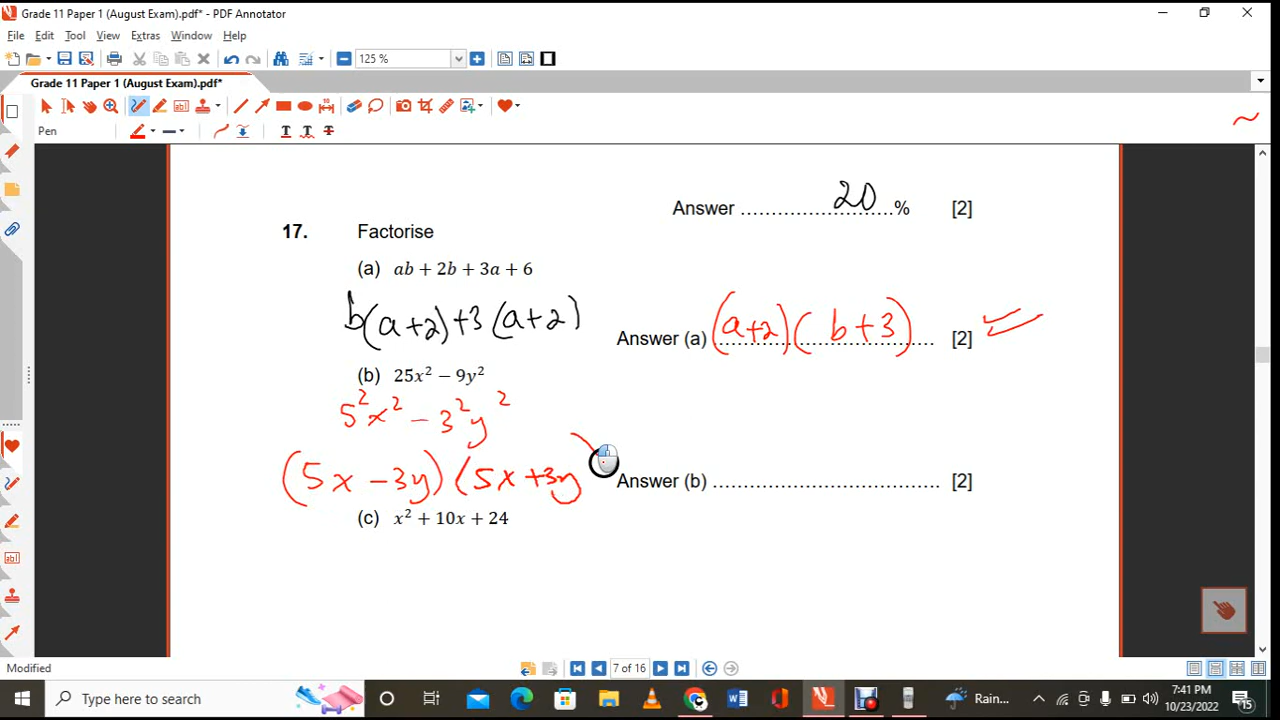 Grade 11 Paper 1 (August Exam).pdf* - PDF Annotator
File Edit Tool View Extras Window Help
125 %
Grade 11 Paper 1 (August Exam).pdf*
Pen
Answer ........................20....% [2]
17. Factorise
(a) ab + 2b + 3a + 6
b(a+2)+3(a+2)
Answer (a) (a+2)(b+3) [2]
(b) 25x² − 9y²
5²x² − 3²y²
(5x − 3y)(5x + 3y
Answer (b) ........................................ [2]
(c) x² + 10x + 24
Modified
7 of 16
Type here to search
Rain...
7:41 PM
10/23/2022
15